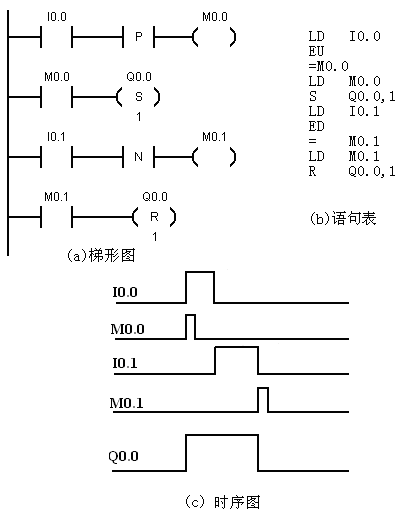 I0.0
M0.0
P
M0.0
Q0.0
S
1
I0.1
M0.1
N
M0.1
Q0.0
R
1
(a)梯形图
LD I0.0
EU
=M0.0
LD M0.0
S Q0.0,1
LD I0.1
ED
= M0.1
LD M0.1
R Q0.0,1
(b)语句表
I0.0
M0.0
I0.1
M0.1
Q0.0
(c) 时序图